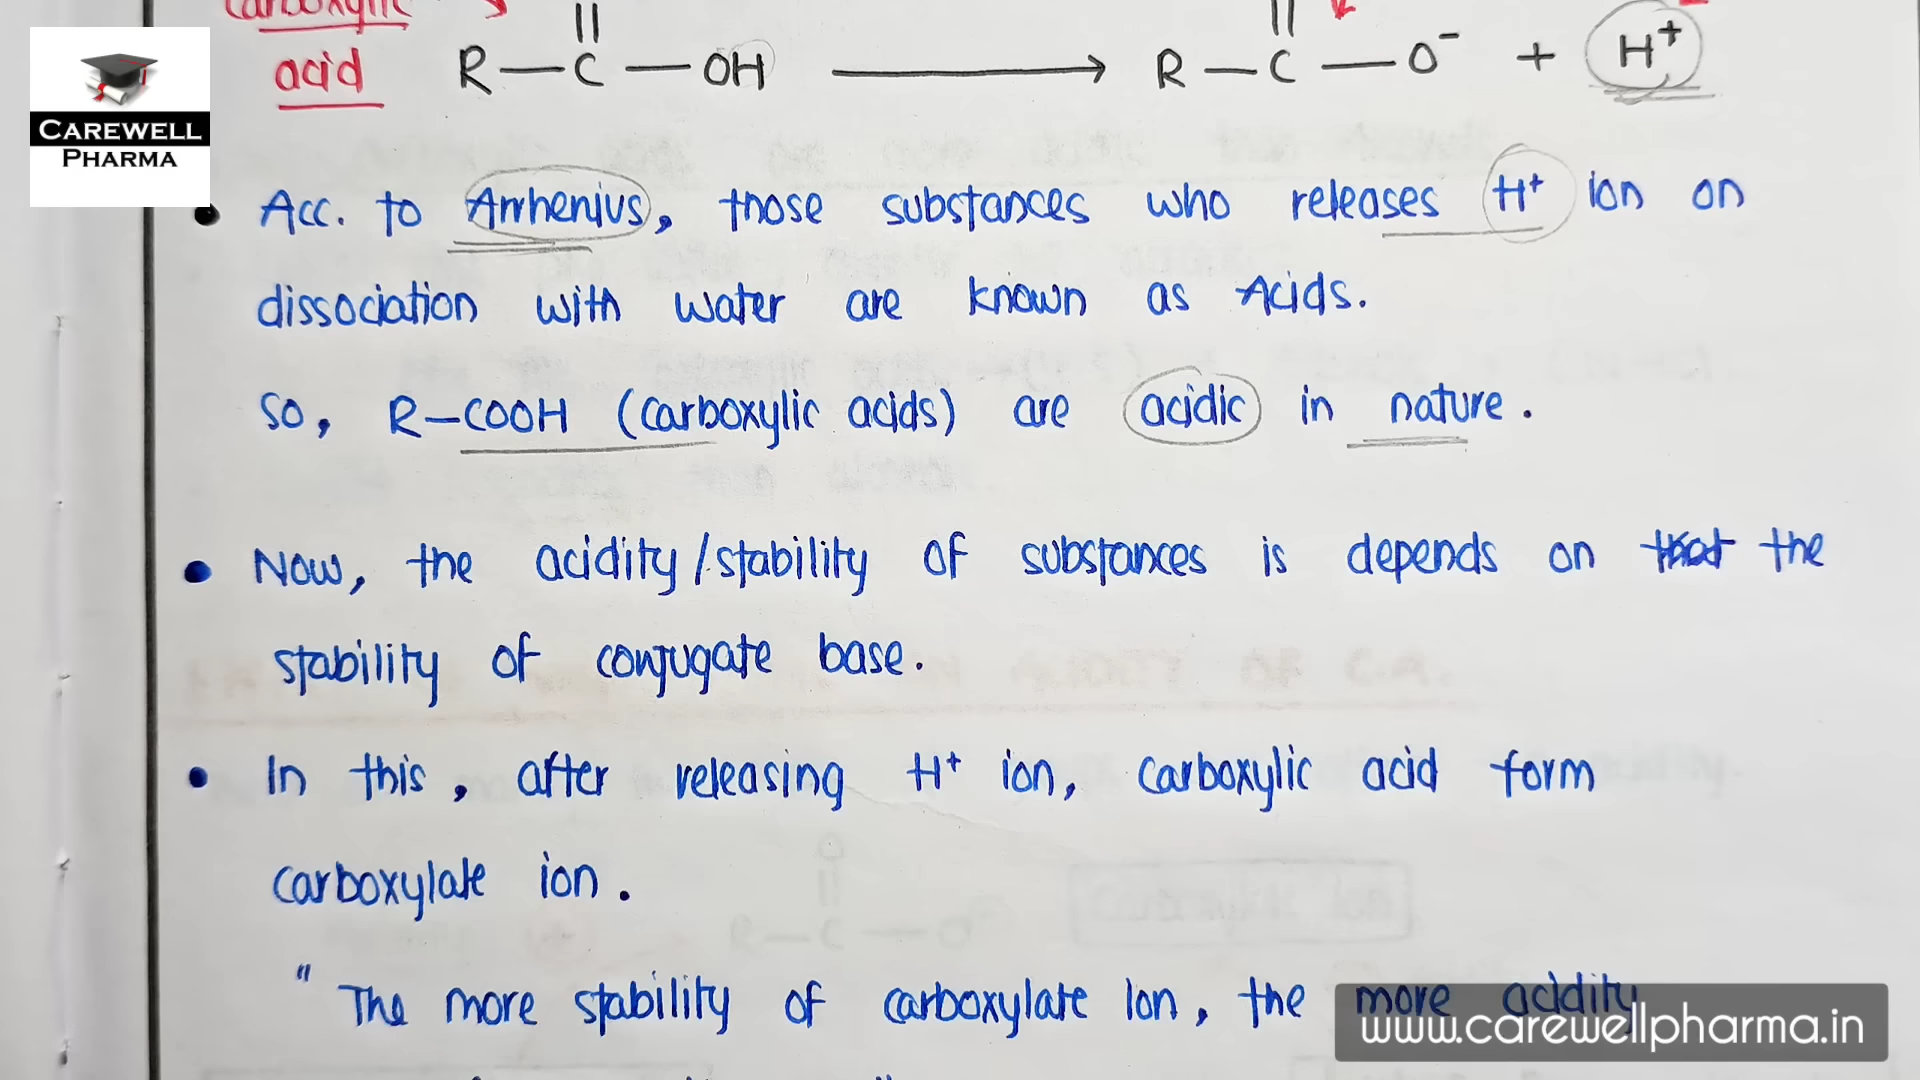 carboxylic
acid R—C—OH → R—C—O⁻ + H⁺
CAREWELL
PHARMA
• Acc. to Arrhenius, those substances who releases H⁺ ion on
dissociation with water are known as Acids.
So, R–COOH (carboxylic acids) are acidic in nature.
• Now, the acidity/stability of substances is depends on that the
stability of conjugate base.
• In this, after releasing H⁺ ion, carboxylic acid form
carboxylate ion.
" The more stability of carboxylate Ion, the more acidity
www.carewellpharma.in